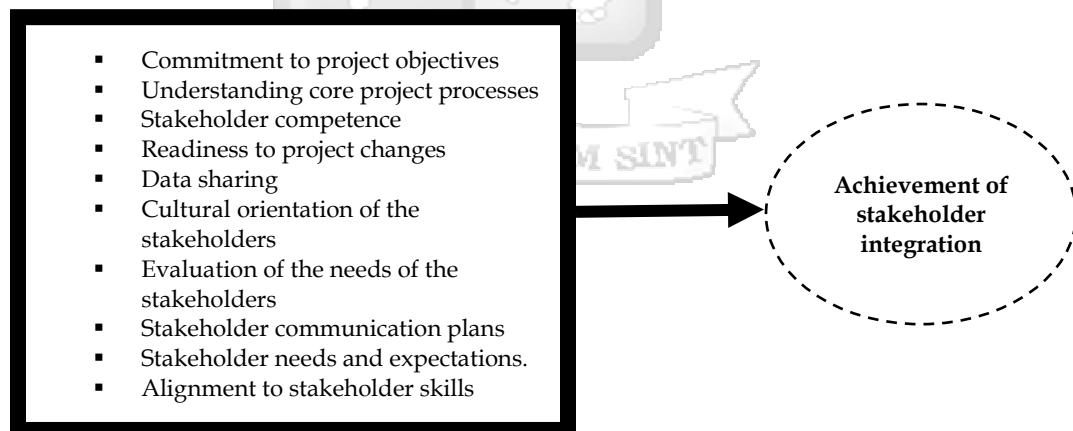 ▪ Commitment to project objectives
▪ Understanding core project processes
▪ Stakeholder competence
▪ Readiness to project changes
▪ Data sharing
▪ Cultural orientation of the
stakeholders
▪ Evaluation of the needs of the
stakeholders
▪ Stakeholder communication plans
▪ Stakeholder needs and expectations.
▪ Alignment to stakeholder skills
M SINT
Achievement of
stakeholder
integration